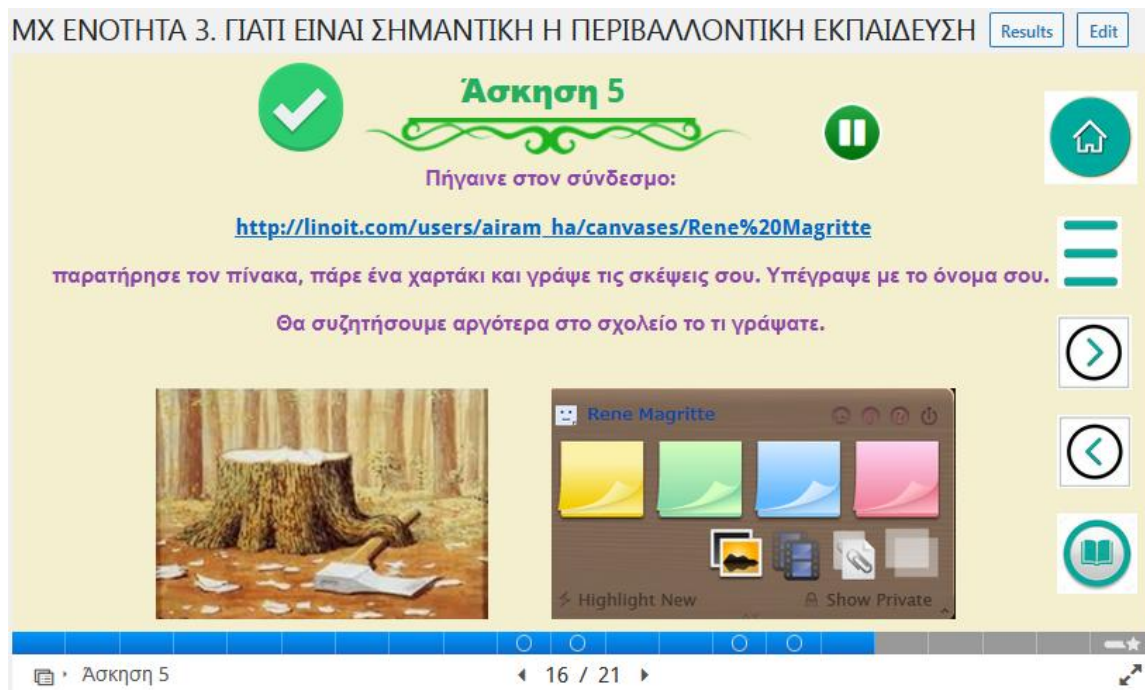 ΜΧ ΕΝΟΤΗΤΑ 3. ΓΙΑΤΙ ΕΙΝΑΙ ΣΗΜΑΝΤΙΚΗ Η ΠΕΡΙΒΑΛΛΟΝΤΙΚΗ ΕΚΠΑΙΔΕΥΣΗ Results Edit
Άσκηση 5
Πήγαινε στον σύνδεσμο:
http://linoit.com/users/airam_ha/canvases/Rene%20Magritte
παρατήρησε τον πίνακα, πάρε ένα χαρτάκι και γράψε τις σκέψεις σου. Υπέγραψε με το όνομα σου.
Θα συζητήσουμε αργότερα στο σχολείο το τι γράψατε.
Rene Magritte
Highlight New Show Private
Άσκηση 5 16 / 21